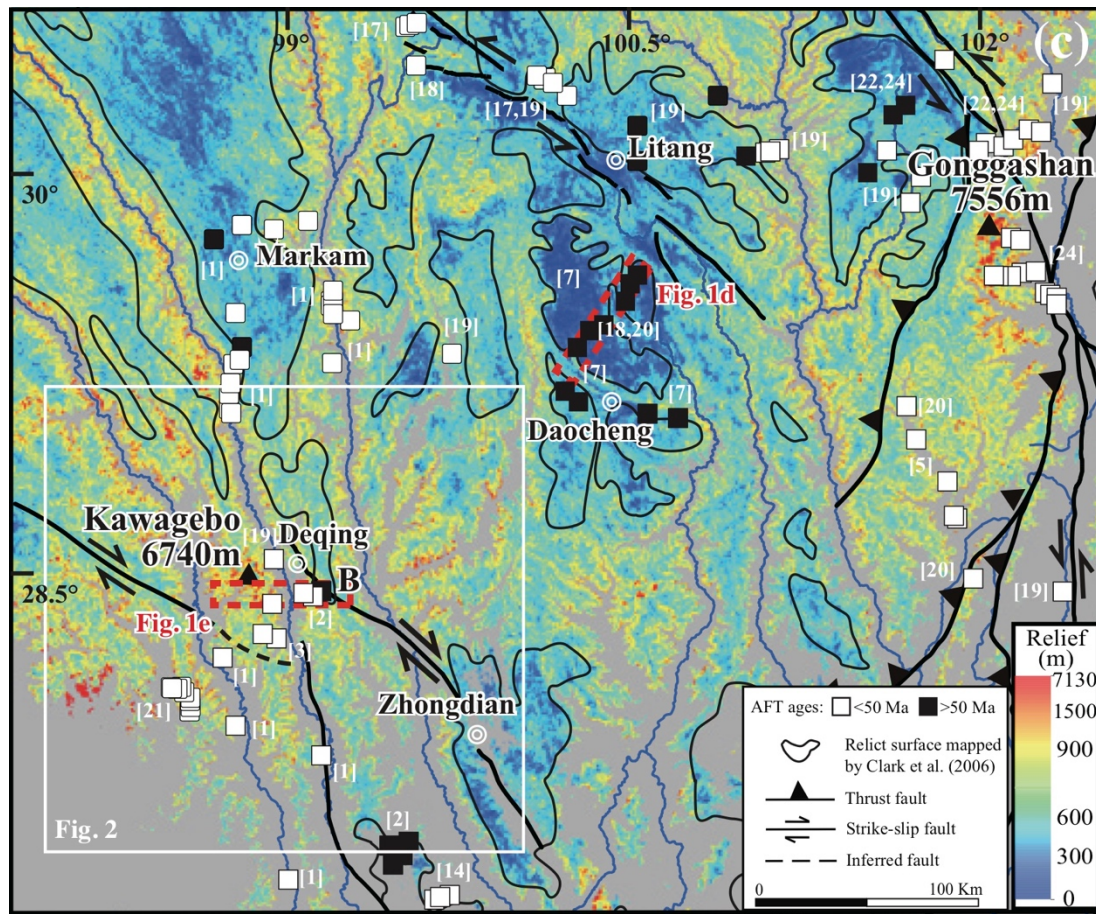 (c)
99°
100.5°
102°
[17]
[18]
[17,19]
[19]
[22,24]
[22,24]
[19]
Litang
[19]
30°
[19]
Gonggashan
7556m
Markam
[1]
[1]
[7]
Fig. 1d
[24]
[18,20]
[19]
[1]
[1]
[7]
[7]
Daocheng
[20]
[5]
Kawagebo
6740m
[19]
Deqing
28.5°
B
[2]
[20]
[19]
Fig. 1e
[3]
[1]
[21]
[1]
Zhongdian
[1]
Fig. 2
[2]
[1]
[14]
Relief
(m)
7130
1500
900
600
300
0
AFT ages: <50 Ma >50 Ma
Relict surface mapped
by Clark et al. (2006)
Thrust fault
Strike-slip fault
Inferred fault
0 100 Km